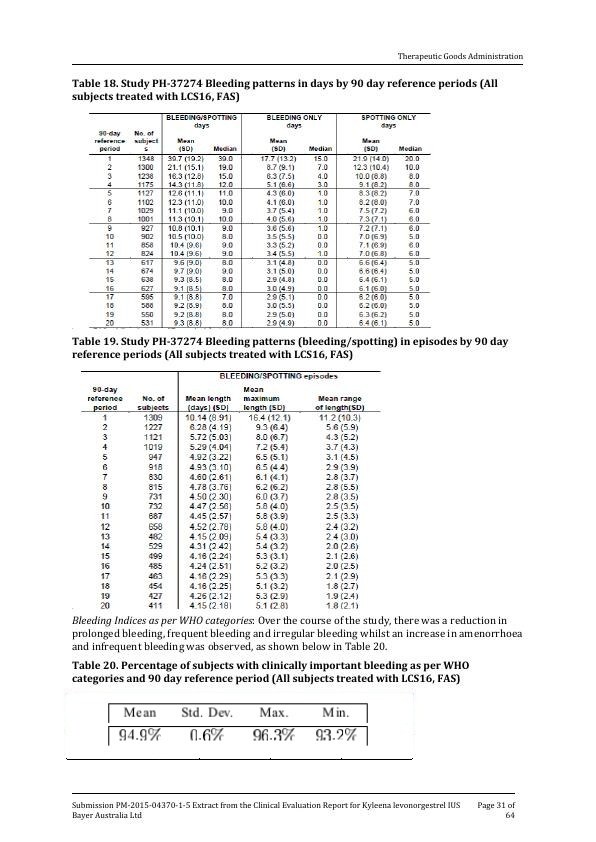 Therapeutic Goods Administration
Table 18. Study PH-37274 Bleeding patterns in days by 90 day reference periods (All
subjects treated with LCS16, FAS)
BLEEDING/SPOTTING BLEEDING ONLY SPOTTING ONLY
days days days
90-day No. of
reference subject Mean Mean Mean
period s (SD) Median (SD) Median (SD) Median
1 1348 39.7 (19.2) 39.0 17.7 (13.2) 15.0 21.9 (14.0) 20.0
2 1300 21.1 (15.1) 19.0 8.7 (9.1) 7.0 12.3 (10.4) 10.0
3 1238 16.3 (12.8) 15.0 6.3 (7.5) 4.0 10.0 (8.8) 8.0
4 1175 14.3 (11.8) 12.0 5.1 (6.6) 3.0 9.1 (8.2) 8.0
5 1127 12.6 (11.1) 11.0 4.3 (6.0) 1.0 8.3 (8.2) 7.0
6 1102 12.3 (11.0) 10.0 4.1 (6.0) 1.0 8.2 (8.0) 7.0
7 1029 11.1 (10.0) 9.0 3.7 (5.4) 1.0 7.5 (7.2) 6.0
8 1001 11.3 (10.1) 10.0 4.0 (5.6) 1.0 7.3 (7.1) 6.0
9 927 10.8 (10.1) 9.0 3.6 (5.6) 1.0 7.2 (7.1) 6.0
10 902 10.5 (10.0) 8.0 3.5 (5.5) 0.0 7.0 (6.9) 5.0
11 858 10.4 (9.6) 9.0 3.3 (5.2) 0.0 7.1 (6.9) 6.0
12 824 10.4 (9.6) 9.0 3.4 (5.5) 1.0 7.0 (6.8) 6.0
13 617 9.6 (9.0) 8.0 3.1 (4.8) 0.0 6.6 (6.4) 5.0
14 674 9.7 (9.0) 9.0 3.1 (5.0) 0.0 6.6 (6.4) 5.0
15 638 9.3 (8.5) 8.0 2.9 (4.8) 0.0 6.4 (6.1) 5.0
16 627 9.1 (8.5) 8.0 3.0 (4.9) 0.0 6.1 (6.0) 5.0
17 595 9.1 (8.8) 7.0 2.9 (5.1) 0.0 6.2 (6.0) 5.0
18 586 9.2 (8.9) 8.0 3.0 (5.5) 0.0 6.2 (6.0) 5.0
19 550 9.2 (8.8) 8.0 2.9 (5.0) 0.0 6.3 (6.2) 5.0
20 531 9.3 (8.8) 8.0 2.9 (4.9) 0.0 6.4 (6.1) 5.0
Table 19. Study PH-37274 Bleeding patterns (bleeding/spotting) in episodes by 90 day
reference periods (All subjects treated with LCS16, FAS)
BLEEDING/SPOTTING episodes
90-day Mean
reference No. of Mean length maximum Mean range
period subjects (days) (SD) length (SD) of length(SD)
1 1309 10.14 (8.91) 16.4 (12.1) 11.2 (10.3)
2 1227 6.28 (4.19) 9.3 (6.4) 5.6 (5.9)
3 1121 5.72 (5.03) 8.0 (6.7) 4.3 (5.2)
4 1019 5.29 (4.04) 7.2 (5.4) 3.7 (4.3)
5 947 4.92 (3.22) 6.5 (5.1) 3.1 (4.5)
6 918 4.93 (3.10) 6.5 (4.4) 2.9 (3.9)
7 830 4.60 (2.61) 6.1 (4.1) 2.8 (3.7)
8 815 4.78 (3.76) 6.2 (6.2) 2.8 (5.5)
9 731 4.50 (2.30) 6.0 (3.7) 2.8 (3.5)
10 732 4.47 (2.56) 5.8 (4.0) 2.5 (3.5)
11 687 4.45 (2.57) 5.8 (3.9) 2.5 (3.3)
12 658 4.52 (2.78) 5.8 (4.0) 2.4 (3.2)
13 482 4.15 (2.09) 5.4 (3.3) 2.4 (3.0)
14 529 4.31 (2.42) 5.4 (3.2) 2.0 (2.6)
15 499 4.16 (2.24) 5.3 (3.1) 2.1 (2.6)
16 485 4.24 (2.51) 5.2 (3.2) 2.0 (2.5)
17 463 4.16 (2.29) 5.3 (3.3) 2.1 (2.9)
18 454 4.16 (2.25) 5.1 (3.2) 1.8 (2.7)
19 427 4.26 (2.12) 5.3 (2.9) 1.9 (2.4)
20 411 4.15 (2.18) 5.1 (2.8) 1.8 (2.1)
Bleeding Indices as per WHO categories: Over the course of the study, there was a reduction in
prolonged bleeding, frequent bleeding and irregular bleeding whilst an increase in amenorrhoea
and infrequent bleeding was observed, as shown below in Table 20.
Table 20. Percentage of subjects with clinically important bleeding as per WHO
categories and 90 day reference period (All subjects treated with LCS16, FAS)
Mean Std. Dev. Max. Min.
94.9% 0.6% 96.3% 93.2%
Submission PM-2015-04370-1-5 Extract from the Clinical Evaluation Report for Kyleena levonorgestrel IUS Page 31 of
Bayer Australia Ltd 64